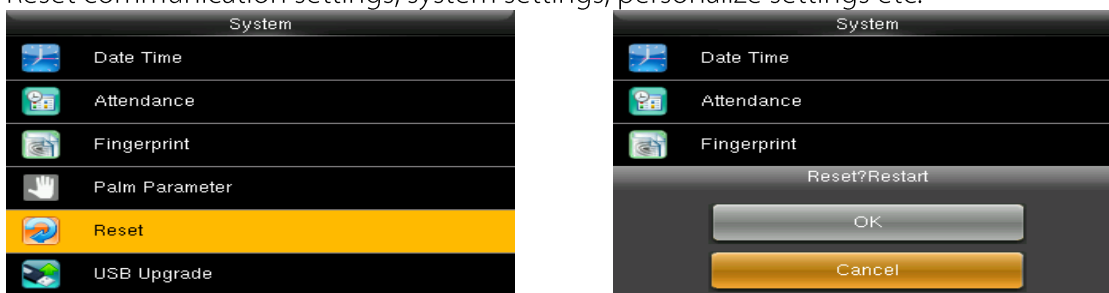 Reset communication settings, system settings, personalize settings etc.
System
Date Time
Attendance
Fingerprint
Palm Parameter
Reset
USB Upgrade
System
Date Time
Attendance
Fingerprint
Reset?Restart
OK
Cancel